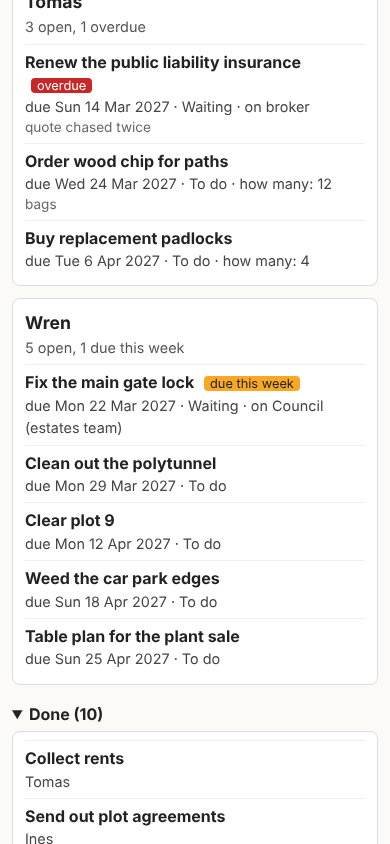 Tomas
3 open, 1 overdue
Renew the public liability insurance
overdue
due Sun 14 Mar 2027 · Waiting · on broker
quote chased twice
Order wood chip for paths
due Wed 24 Mar 2027 · To do · how many: 12
bags
Buy replacement padlocks
due Tue 6 Apr 2027 · To do · how many: 4
Wren
5 open, 1 due this week
Fix the main gate lock due this week
due Mon 22 Mar 2027 · Waiting · on Council
(estates team)
Clean out the polytunnel
due Mon 29 Mar 2027 · To do
Clear plot 9
due Mon 12 Apr 2027 · To do
Weed the car park edges
due Sun 18 Apr 2027 · To do
Table plan for the plant sale
due Sun 25 Apr 2027 · To do
▼ Done (10)
Collect rents
Tomas
Send out plot agreements
Ines